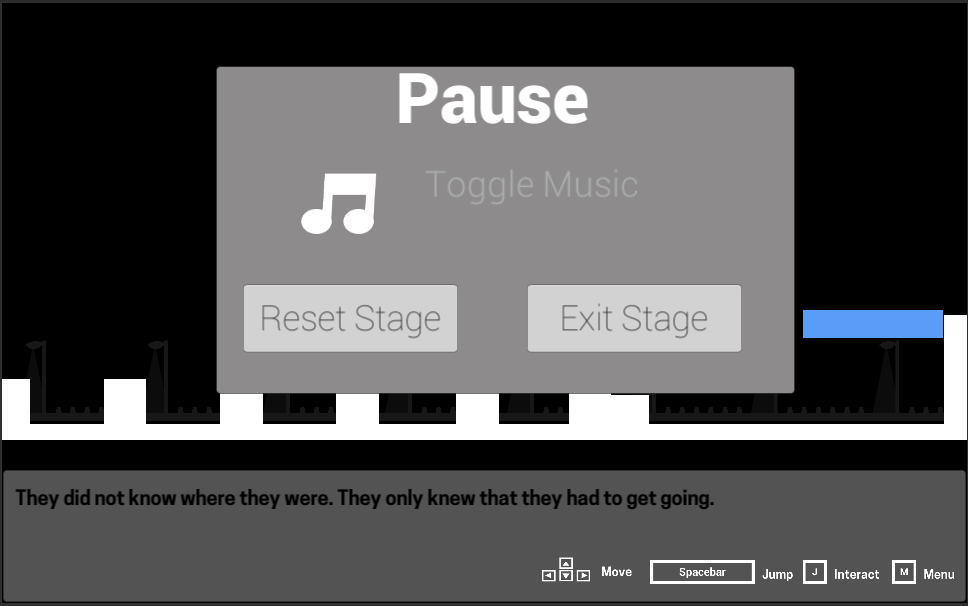 Pause
Toggle Music
Reset Stage
Exit Stage
They did not know where they were. They only knew that they had to get going.
Move Spacebar Jump J Interact M Menu